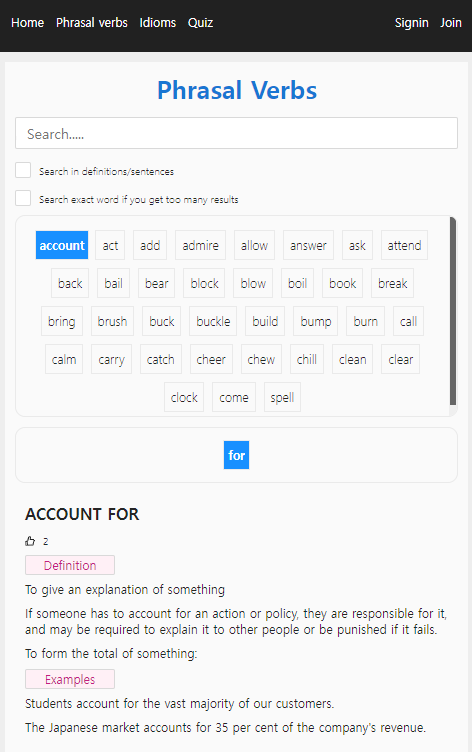 Home Phrasal verbs Idioms Quiz Signin Join
Phrasal Verbs
Search.....
Search in definitions/sentences
Search exact word if you get too many results
account act add admire allow answer ask attend
back bail bear block blow boil book break
bring brush buck buckle build bump burn call
calm carry catch cheer chew chill clean clear
clock come spell
for
ACCOUNT FOR
2
Definition
To give an explanation of something
If someone has to account for an action or policy, they are responsible for it,
and may be required to explain it to other people or be punished if it fails.
To form the total of something:
Examples
Students account for the vast majority of our customers.
The Japanese market accounts for 35 per cent of the company's revenue.